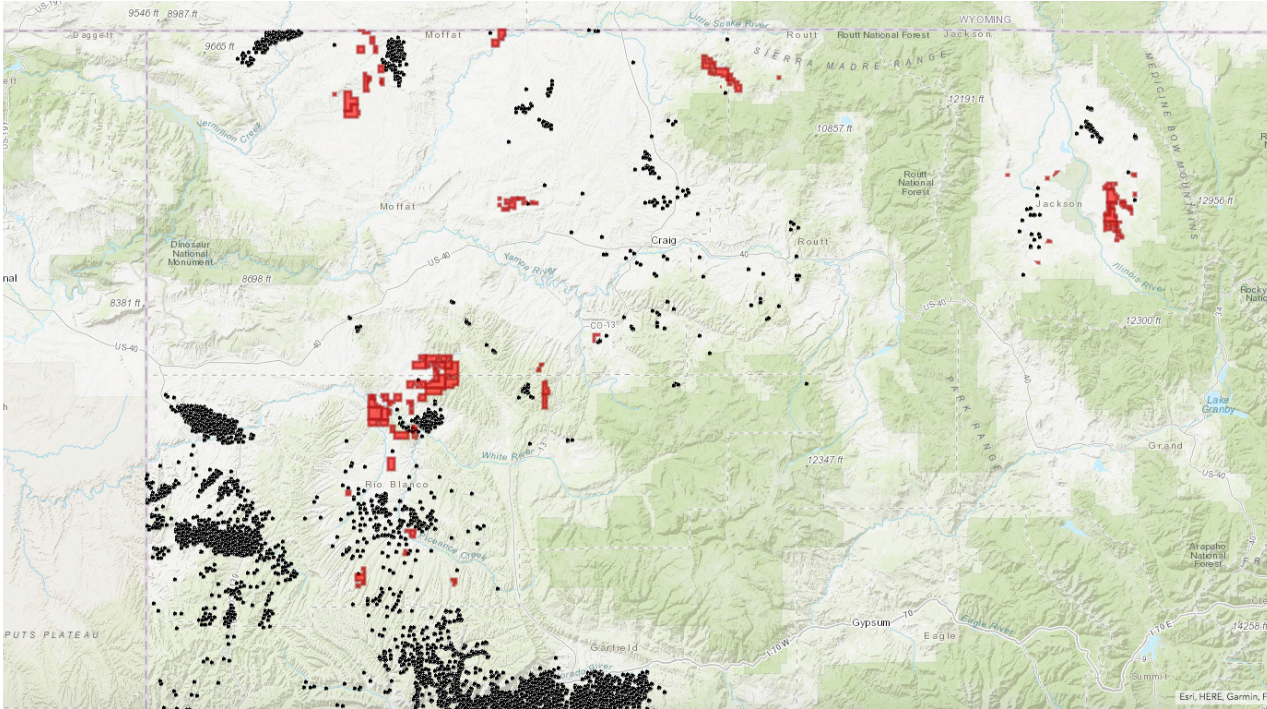 9546 ft 8987 ft
Little Snake River
WYOMING
Daggett
9665 ft
Moffat
Routt
Routt National Forest
Jackson
SIERRA MADRE RANGE
MEDICINE BOW MOUNTAINS
12191 ft
Vermillion Creek
10857 ft
US-191
Routt
National
Forest
Moffat
Jackson
12956 ft
Craig
Routt
Dinosaur
National
Monument
US-40
Yampa River
40
Illinois River
nal
8698 ft
8381 ft
CO-13
US-40
34
12300 ft
US-40
40
40
PARK RANGE
Lake
Granby
13
Grand
White River
12347 ft
US-40
Rio Blanco
Piceance Creek
40
Arapaho
National
Forest
PUTS PLATEAU
Garfield
I-70 W
Gypsum
70
Eagle
Eagle River
I-70 E
14258 ft
Summit
Esri, HERE, Garmin, F